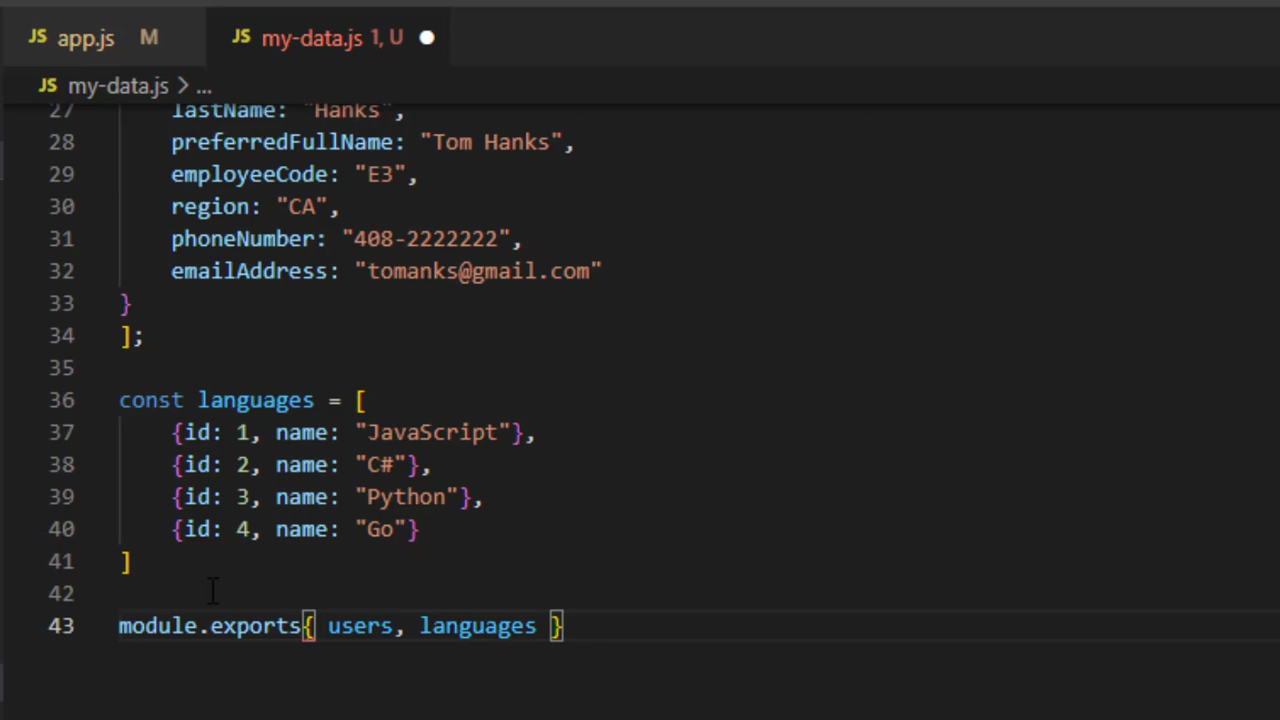 JS app.js M JS my-data.js 1, U
JS my-data.js > ...
27 lastName: "Hanks",
28 preferredFullName: "Tom Hanks",
29 employeeCode: "E3",
30 region: "CA",
31 phoneNumber: "408-2222222",
32 emailAddress: "tomanks@gmail.com"
33 }
34 ];
35
36 const languages = [
37 {id: 1, name: "JavaScript"},
38 {id: 2, name: "C#"},
39 {id: 3, name: "Python"},
40 {id: 4, name: "Go"}
41 ]
42
43 module.exports{ users, languages }